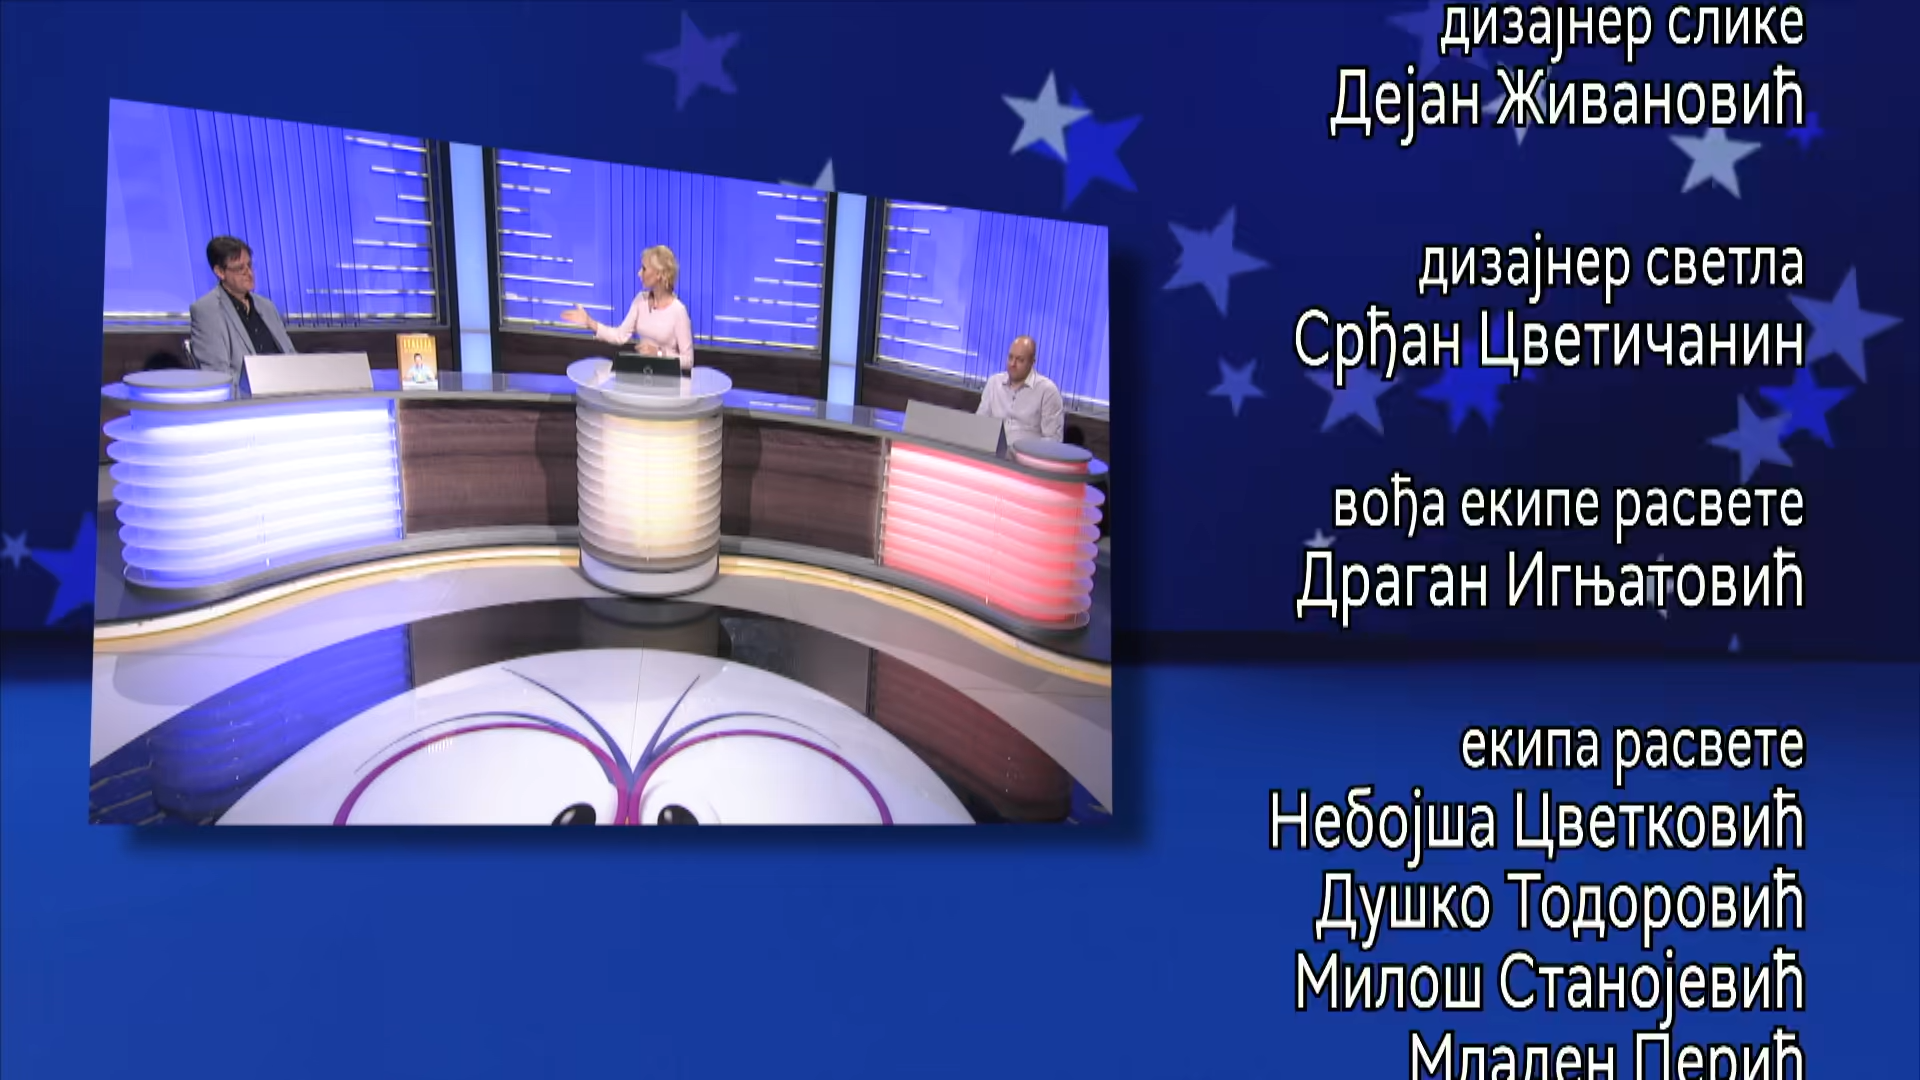 дизајнер слике
Дејан Живановић
дизајнер светла
Срђан Цветичанин
вођа екипе расвете
Драган Игњатовић
екипа расвете
Небојша Цветковић
Душко Тодоровић
Милош Станојевић
Младен Перић